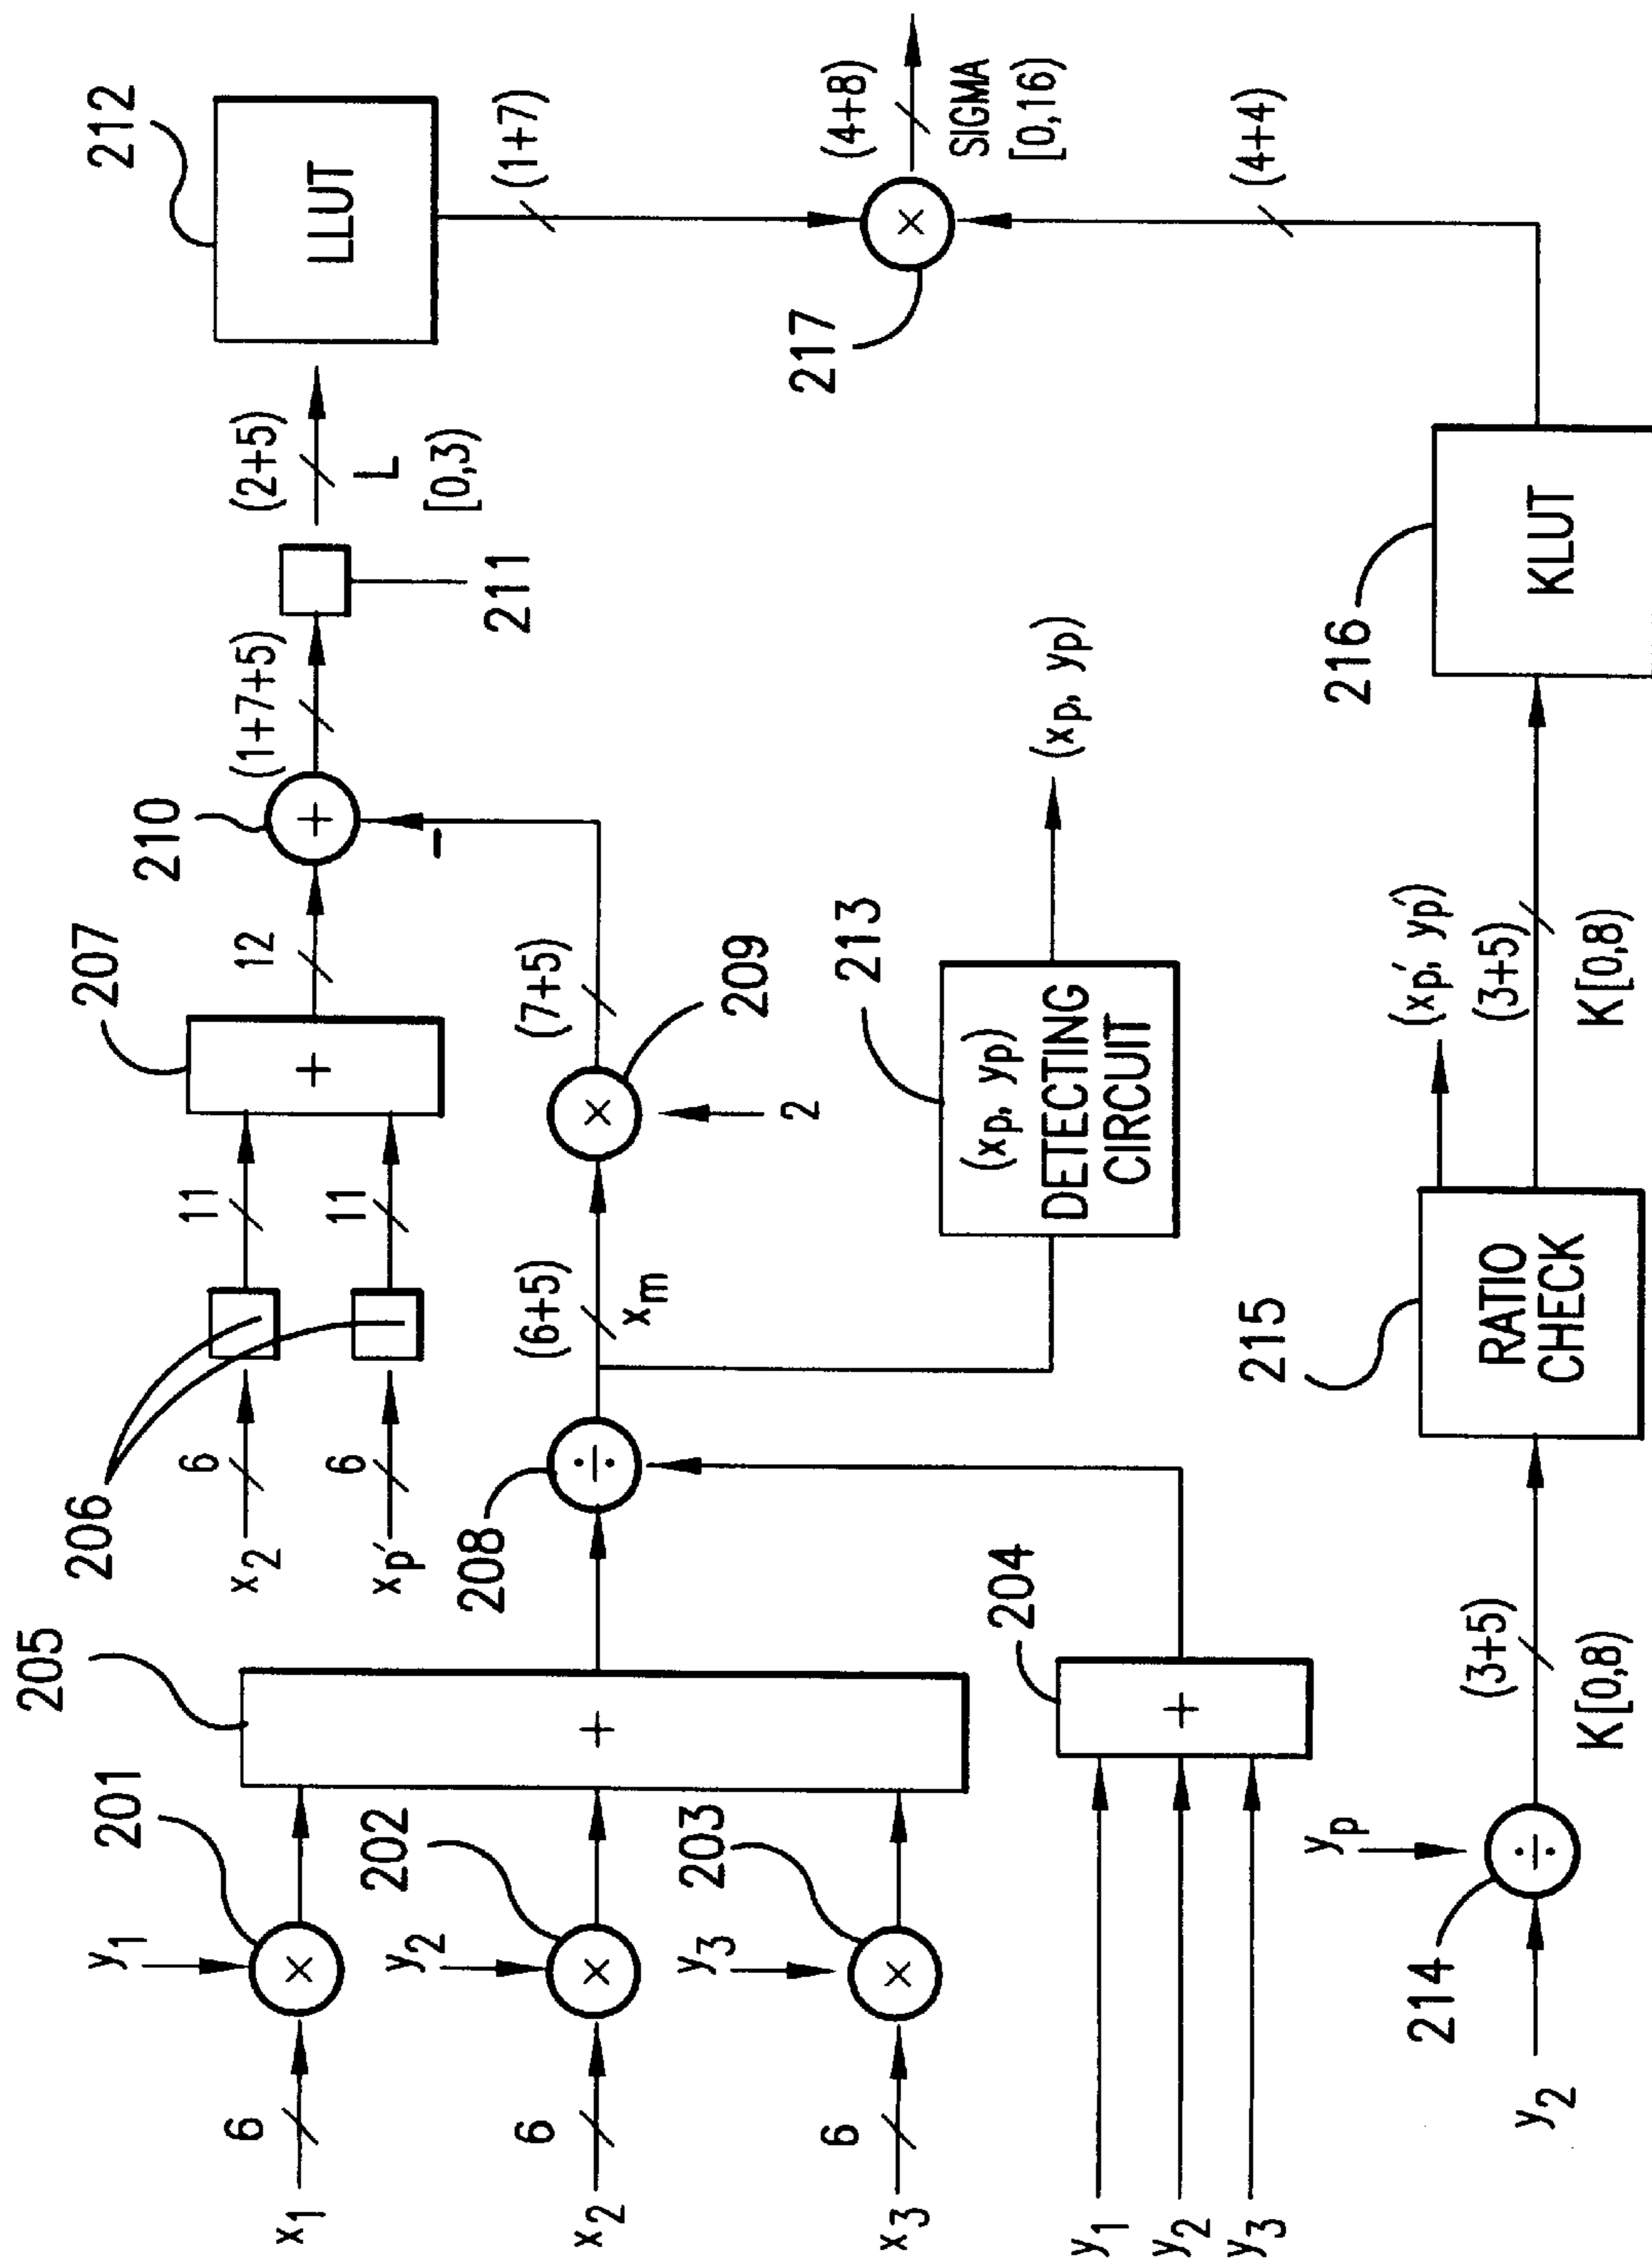 x1
6
y1
201
x2
6
y2
202
x3
6
y3
203
×
×
×
205
+
y1
y2
y3
204
+
208
÷
x2
6
xp′
6
206
11
11
207
+
12
(6+5)
xm
×
2
209
(7+5)
210
+
−
(1+7+5)
211
(2+5)
L
[0,3)
212
LLUT
(1+7)
213
(xp, yp)
DETECTING
CIRCUIT
(xp, yp)
y2
yp
÷
214
(3+5)
K[0,8)
215
RATIO
CHECK
(xp′, yp′)
(3+5)
K[0,8)
216
KLUT
(4+4)
217
×
(4+8)
SIGMA
[0,16)